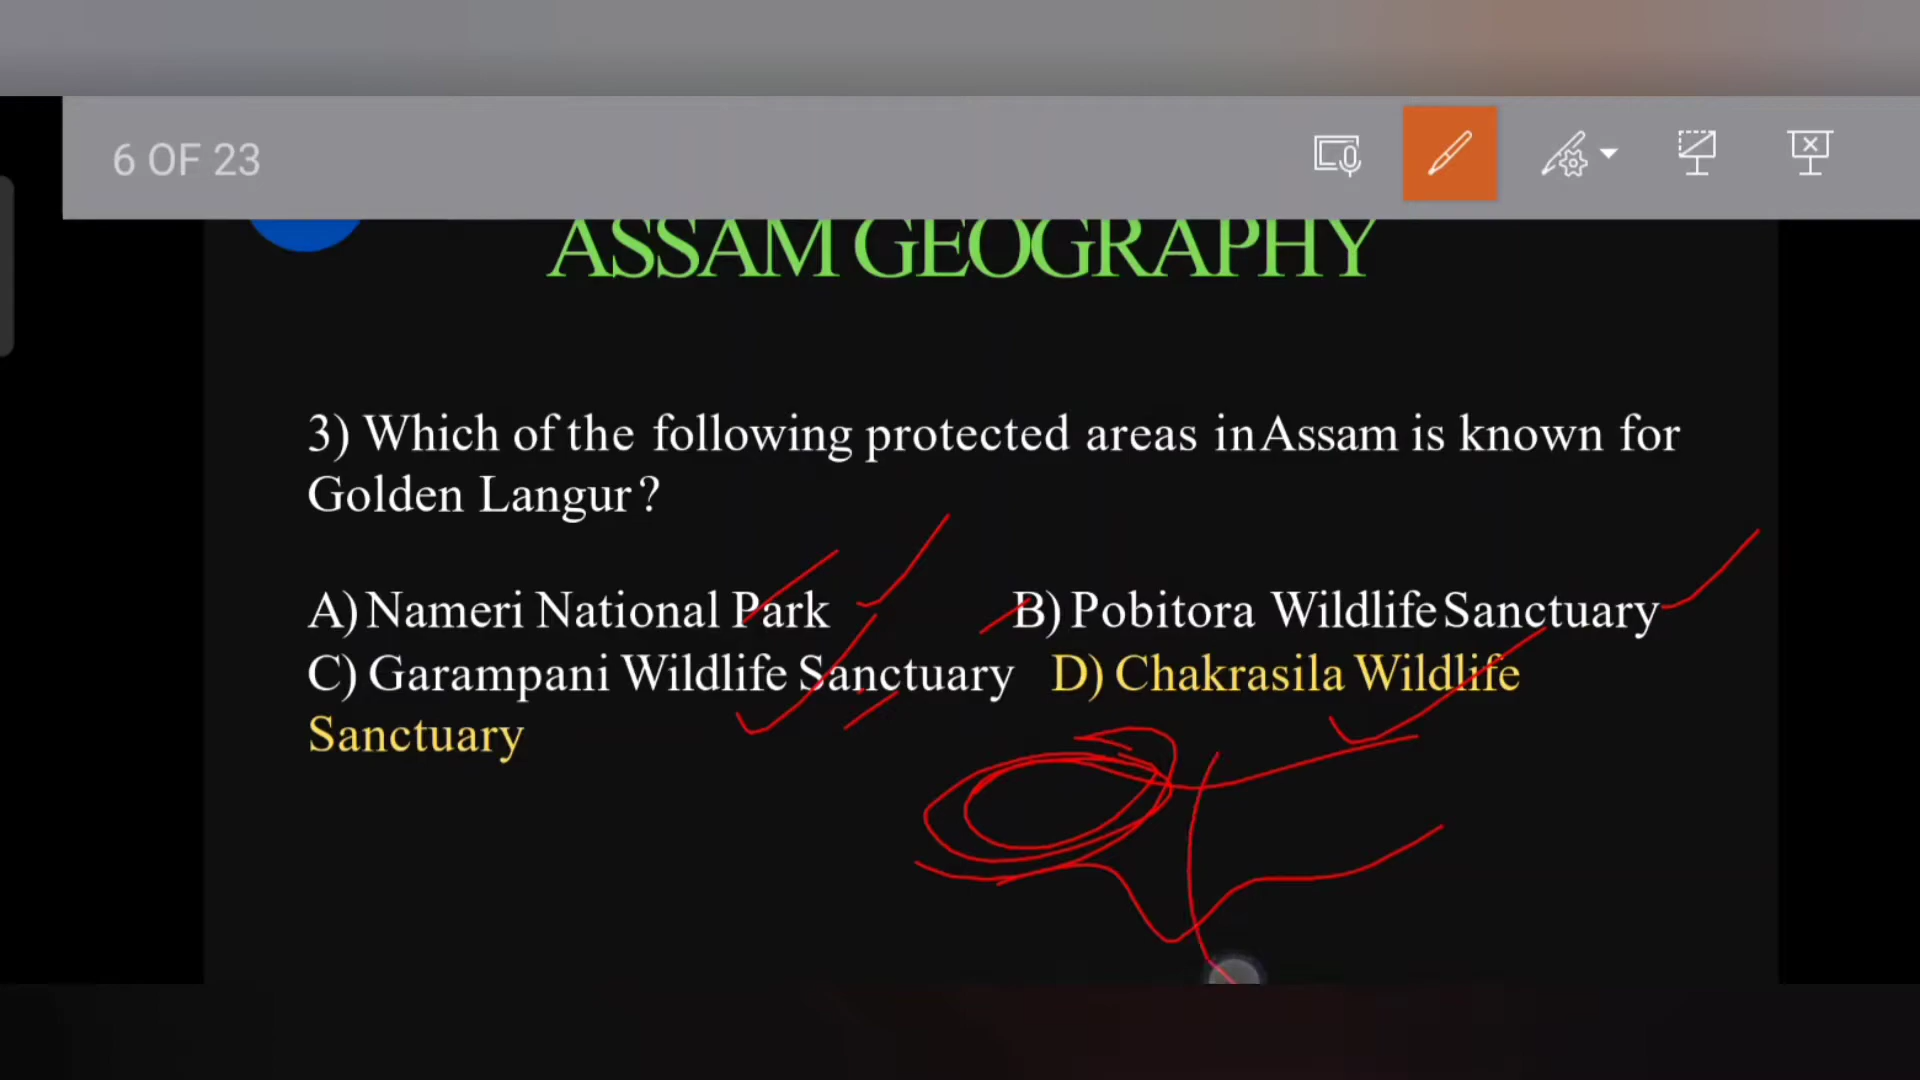 6 OF 23
ASSAM GEOGRAPHY
3) Which of the following protected areas in Assam is known for
Golden Langur?
A) Nameri National Park B) Pobitora Wildlife Sanctuary
C) Garampani Wildlife Sanctuary D) Chakrasila Wildlife
Sanctuary